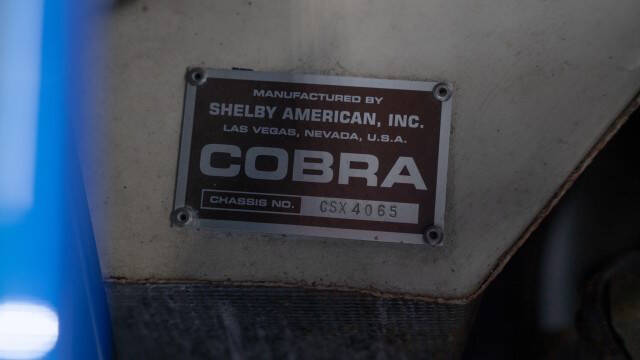 MANUFACTURED BY
SHELBY AMERICAN, INC.
LAS VEGAS, NEVADA, U.S.A.
COBRA
CHASSIS NO. CSX4065